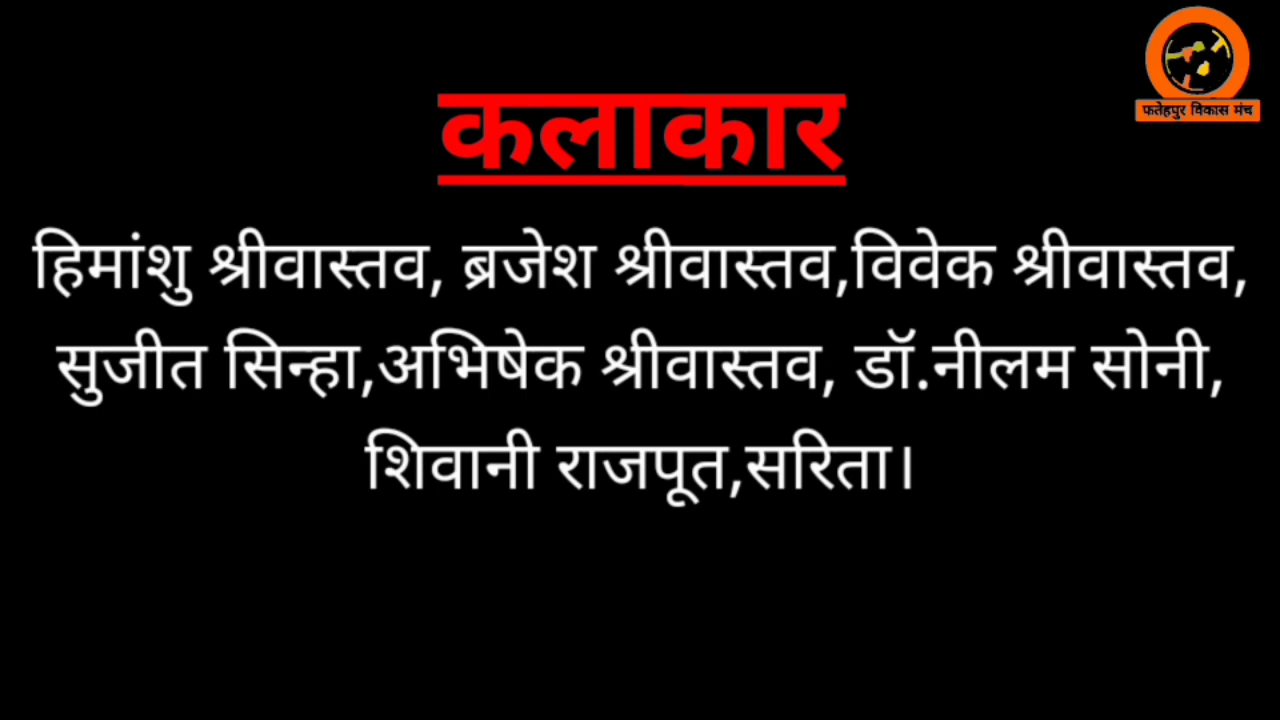 फतेहपुर विकास मंच
कलाकार
हिमांशु श्रीवास्तव, ब्रजेश श्रीवास्तव,विवेक श्रीवास्तव,
सुजीत सिन्हा,अभिषेक श्रीवास्तव, डॉ.नीलम सोनी,
शिवानी राजपूत,सरिता।